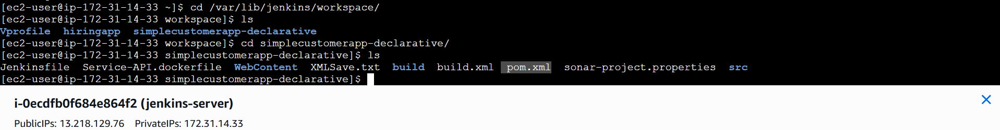 [ec2-user@ip-172-31-14-33 ~]$ cd /var/lib/jenkins/workspace/
[ec2-user@ip-172-31-14-33 workspace]$ ls
Vprofile  hiringapp  simplecustomerapp-declarative
[ec2-user@ip-172-31-14-33 workspace]$ cd simplecustomerapp-declarative/
[ec2-user@ip-172-31-14-33 simplecustomerapp-declarative]$ ls
Jenkinsfile  Service-API.dockerfile  WebContent  XMLSave.txt  build  build.xml  pom.xml  sonar-project.properties  src
[ec2-user@ip-172-31-14-33 simplecustomerapp-declarative]$
i-0ecdfb0f684e864f2 (jenkins-server)
PublicIPs: 13.218.129.76  PrivateIPs: 172.31.14.33